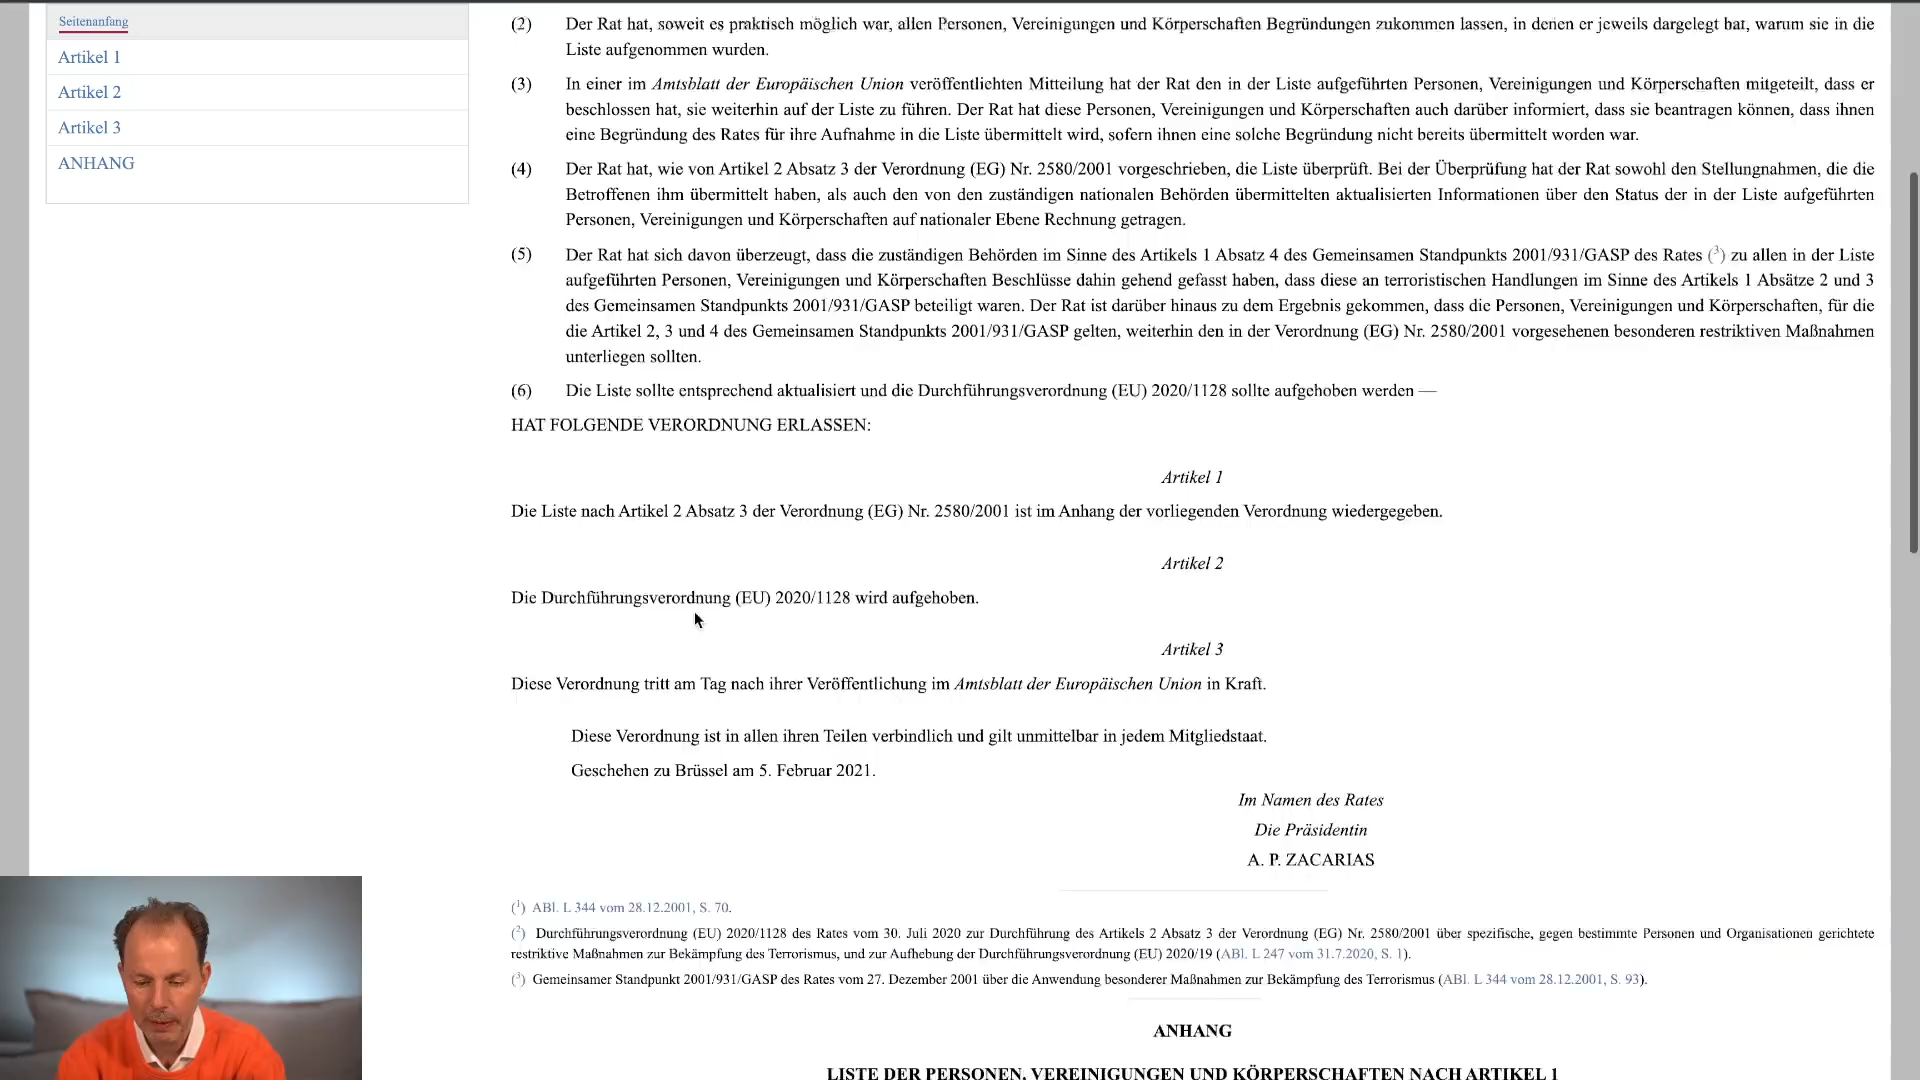 Seitenanfang
Artikel 1
Artikel 2
Artikel 3
ANHANG
(2) Der Rat hat, soweit es praktisch möglich war, allen Personen, Vereinigungen und Körperschaften Begründungen zukommen lassen, in denen er jeweils dargelegt hat, warum sie in die
Liste aufgenommen wurden.
(3) In einer im Amtsblatt der Europäischen Union veröffentlichten Mitteilung hat der Rat den in der Liste aufgeführten Personen, Vereinigungen und Körperschaften mitgeteilt, dass er
beschlossen hat, sie weiterhin auf der Liste zu führen. Der Rat hat diese Personen, Vereinigungen und Körperschaften auch darüber informiert, dass sie beantragen können, dass ihnen
eine Begründung des Rates für ihre Aufnahme in die Liste übermittelt wird, sofern ihnen eine solche Begründung nicht bereits übermittelt worden war.
(4) Der Rat hat, wie von Artikel 2 Absatz 3 der Verordnung (EG) Nr. 2580/2001 vorgeschrieben, die Liste überprüft. Bei der Überprüfung hat der Rat sowohl den Stellungnahmen, die die
Betroffenen ihm übermittelt haben, als auch den von den zuständigen nationalen Behörden übermittelten aktualisierten Informationen über den Status der in der Liste aufgeführten
Personen, Vereinigungen und Körperschaften auf nationaler Ebene Rechnung getragen.
(5) Der Rat hat sich davon überzeugt, dass die zuständigen Behörden im Sinne des Artikels 1 Absatz 4 des Gemeinsamen Standpunkts 2001/931/GASP des Rates (3) zu allen in der Liste
aufgeführten Personen, Vereinigungen und Körperschaften Beschlüsse dahin gehend gefasst haben, dass diese an terroristischen Handlungen im Sinne des Artikels 1 Absätze 2 und 3
des Gemeinsamen Standpunkts 2001/931/GASP beteiligt waren. Der Rat ist darüber hinaus zu dem Ergebnis gekommen, dass die Personen, Vereinigungen und Körperschaften, für die
die Artikel 2, 3 und 4 des Gemeinsamen Standpunkts 2001/931/GASP gelten, weiterhin den in der Verordnung (EG) Nr. 2580/2001 vorgesehenen besonderen restriktiven Maßnahmen
unterliegen sollten.
(6) Die Liste sollte entsprechend aktualisiert und die Durchführungsverordnung (EU) 2020/1128 sollte aufgehoben werden —
HAT FOLGENDE VERORDNUNG ERLASSEN:
Artikel 1
Die Liste nach Artikel 2 Absatz 3 der Verordnung (EG) Nr. 2580/2001 ist im Anhang der vorliegenden Verordnung wiedergegeben.
Artikel 2
Die Durchführungsverordnung (EU) 2020/1128 wird aufgehoben.
Artikel 3
Diese Verordnung tritt am Tag nach ihrer Veröffentlichung im Amtsblatt der Europäischen Union in Kraft.
Diese Verordnung ist in allen ihren Teilen verbindlich und gilt unmittelbar in jedem Mitgliedstaat.
Geschehen zu Brüssel am 5. Februar 2021.
Im Namen des Rates
Die Präsidentin
A. P. ZACARIAS
(1) ABl. L 344 vom 28.12.2001, S. 70.
(2) Durchführungsverordnung (EU) 2020/1128 des Rates vom 30. Juli 2020 zur Durchführung des Artikels 2 Absatz 3 der Verordnung (EG) Nr. 2580/2001 über spezifische, gegen bestimmte Personen und Organisationen gerichtete
restriktive Maßnahmen zur Bekämpfung des Terrorismus, und zur Aufhebung der Durchführungsverordnung (EU) 2020/19 (ABl. L 247 vom 31.7.2020, S. 1).
(3) Gemeinsamer Standpunkt 2001/931/GASP des Rates vom 27. Dezember 2001 über die Anwendung besonderer Maßnahmen zur Bekämpfung des Terrorismus (ABl. L 344 vom 28.12.2001, S. 93).
ANHANG
LISTE DER PERSONEN, VEREINIGUNGEN UND KÖRPERSCHAFTEN NACH ARTIKEL 1